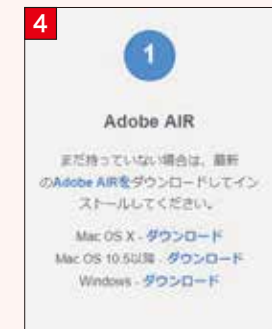 4
1
Adobe AIR
まだ持っていない場合は、最新
のAdobe AIRをダウンロードしてイン
ストールしてください。
Mac OS X - ダウンロード
Mac OS 10.5以降 - ダウンロード
Windows - ダウンロード